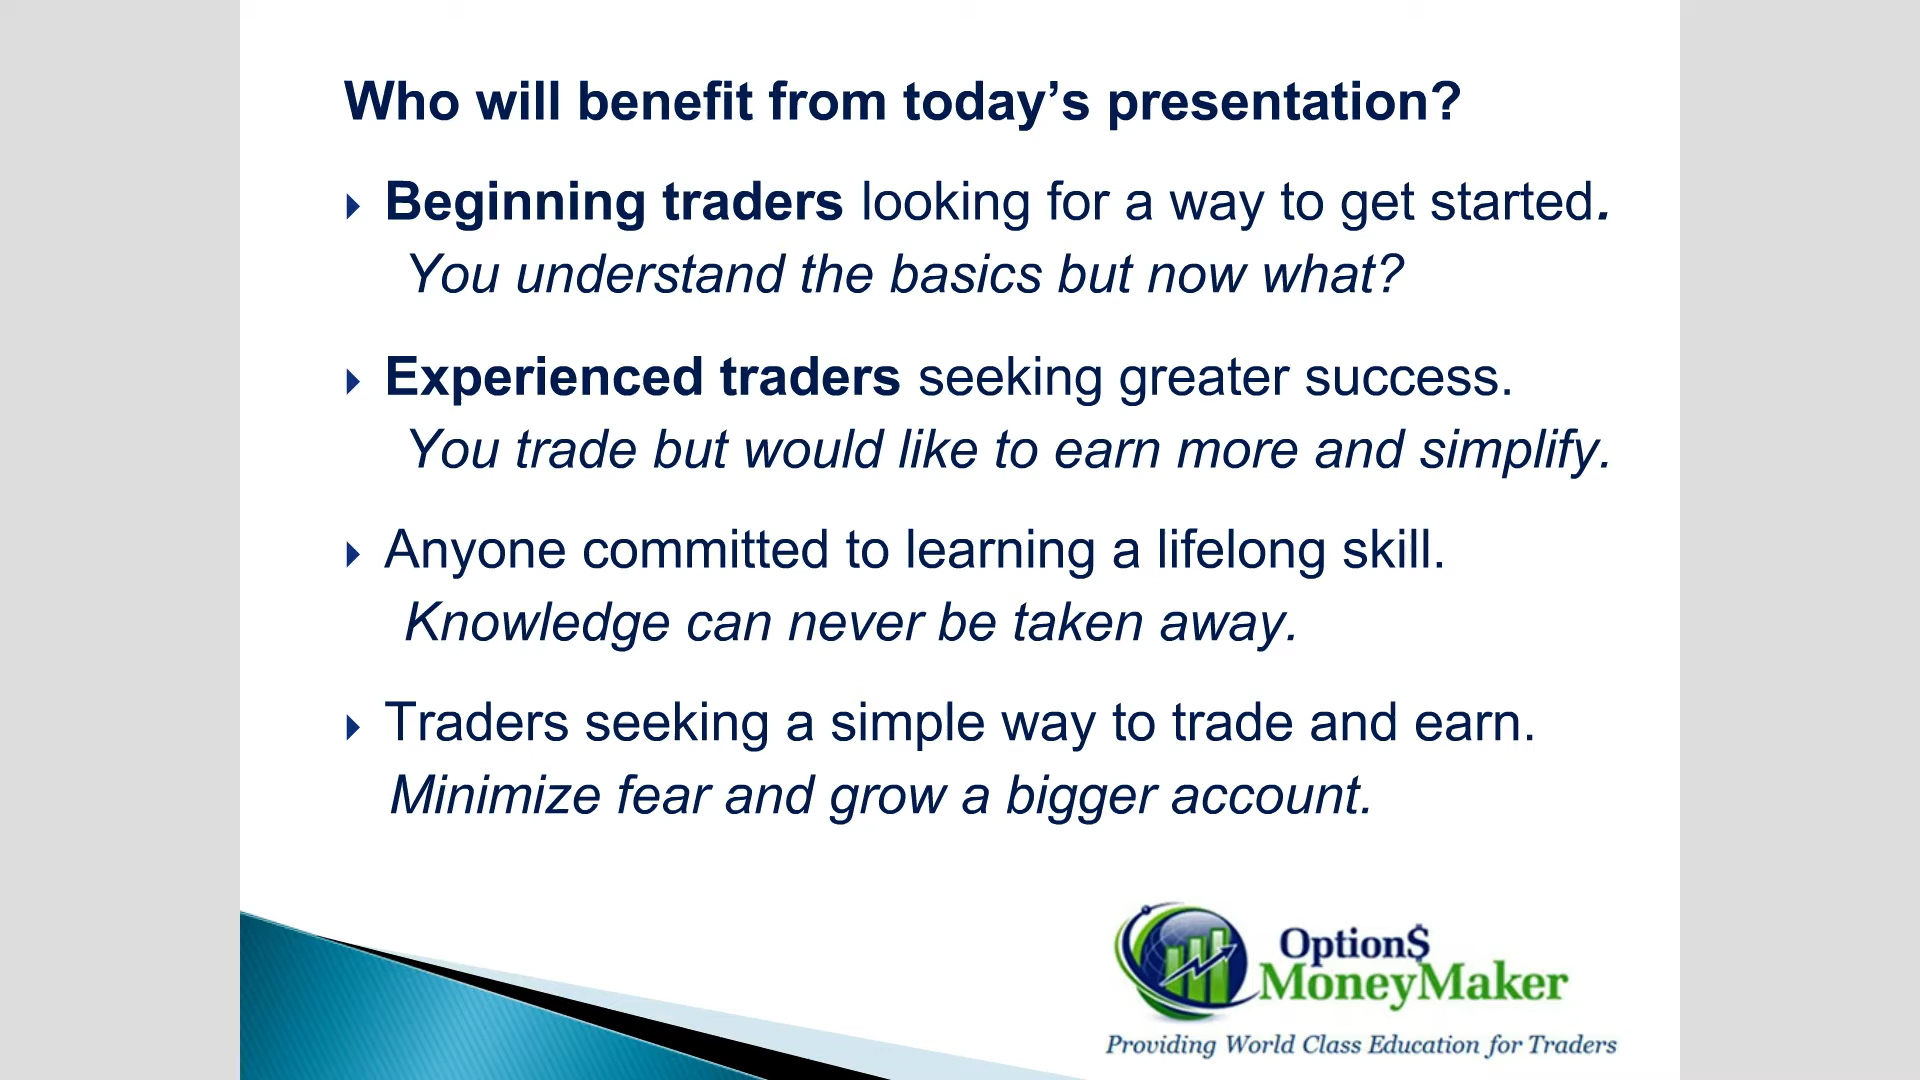 Who will benefit from today’s presentation?
Beginning traders looking for a way to get started.
You understand the basics but now what?
Experienced traders seeking greater success.
You trade but would like to earn more and simplify.
Anyone committed to learning a lifelong skill.
Knowledge can never be taken away.
Traders seeking a simple way to trade and earn.
Minimize fear and grow a bigger account.
Option$
MoneyMaker
Providing World Class Education for Traders